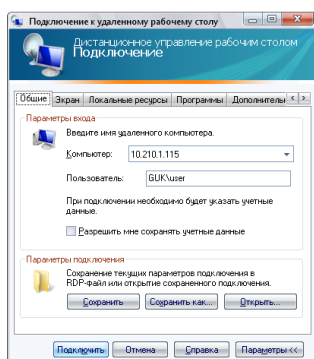 Подключение к удаленному рабочему столу
Дистанционное управление рабочим столом
Подключение
Общие Экран Локальные ресурсы Программы Дополнительн
Параметры входа
Введите имя удаленного компьютера.
Компьютер: 10.210.1.115
Пользователь: GUK\user
При подключении необходимо будет указать учетные
данные.
Разрешить мне сохранять учетные данные
Параметры подключения
Сохранение текущих параметров подключения в
RDP-файл или открытие сохраненного подключения.
Сохранить Сохранить как... Открыть...
Подключить Отмена Справка Параметры <<